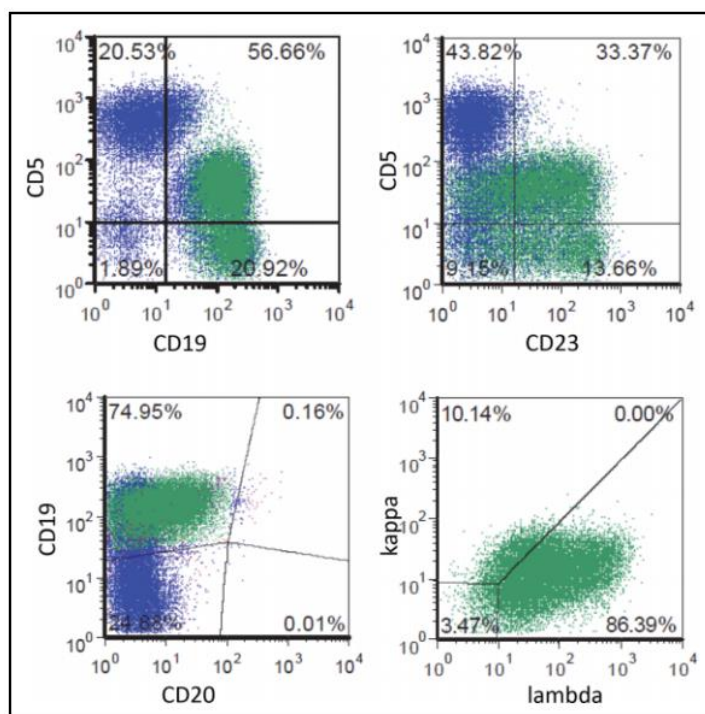 10⁴ 20.53% 56.66%
10³
CD5
10²
10¹
1.89% 20.92%
10⁰
10⁰ 10¹ 10² 10³ 10⁴
CD19
10⁴ 43.82% 33.37%
10³
CD5
10²
10¹
9.15% 13.66%
10⁰
10⁰ 10¹ 10² 10³ 10⁴
CD23
10⁴ 74.95% 0.16%
10³
CD19
10²
10¹
0.01%
10⁰
10⁰ 10¹ 10² 10³ 10⁴
CD20
10⁴ 10.14% 0.00%
10³
kappa
10²
10¹
3.47% 86.39%
10⁰
10⁰ 10¹ 10² 10³ 10⁴
lambda